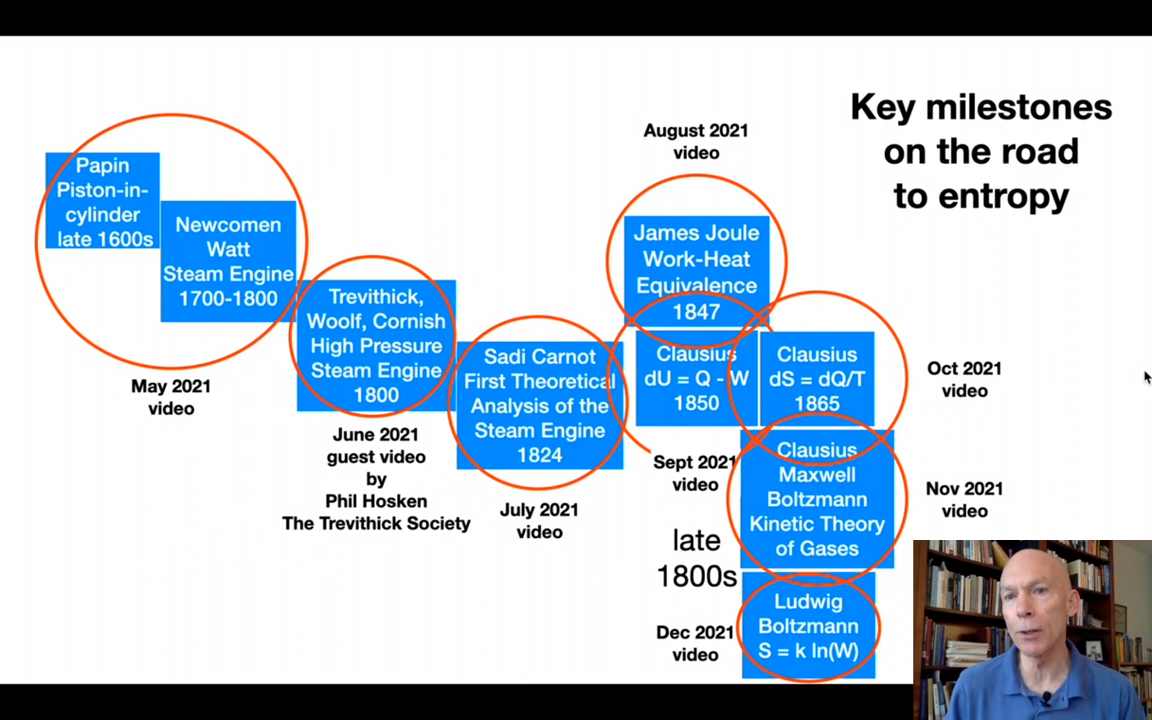 Key milestones
on the road
to entropy
Papin
Piston-in-
cylinder
late 1600s
Newcomen
Watt
Steam Engine
1700-1800
May 2021
video
Trevithick,
Woolf, Cornish
High Pressure
Steam Engine
1800
June 2021
guest video
by
Phil Hosken
The Trevithick Society
Sadi Carnot
First Theoretical
Analysis of the
Steam Engine
1824
July 2021
video
August 2021
video
James Joule
Work-Heat
Equivalence
1847
Clausius
dU = Q - W
1850
Sept 2021
video
Clausius
dS = dQ/T
1865
Oct 2021
video
Clausius
Maxwell
Boltzmann
Kinetic Theory
of Gases
Nov 2021
video
late
1800s
Ludwig
Boltzmann
S = k ln(W)
Dec 2021
video